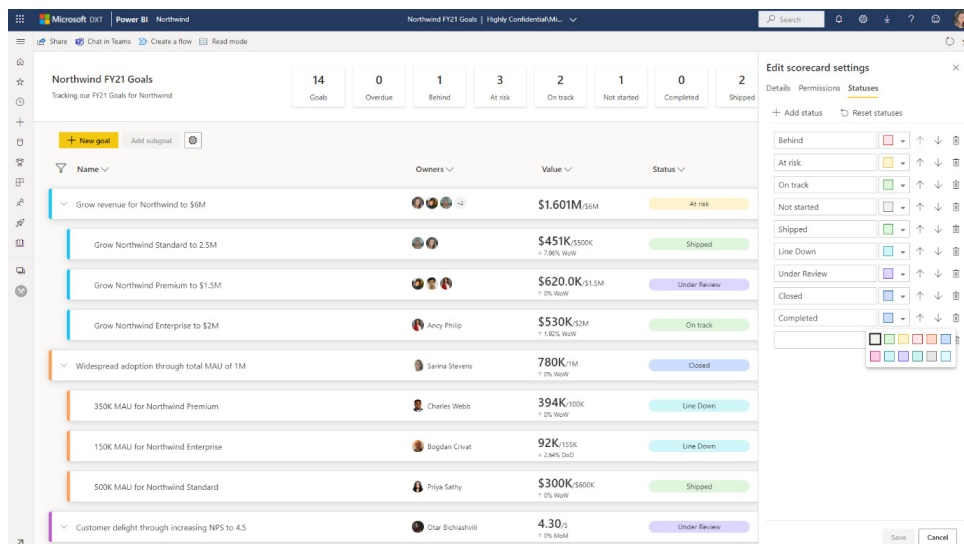 Microsoft DXT Power BI Northwind
Northwind FY21 Goals | Highly Confidential\Mi...
Search
Share Chat in Teams Create a flow Read mode
Northwind FY21 Goals
Tracking our FY21 Goals for Northwind
14 Goals
0 Overdue
1 Behind
3 At risk
2 On track
1 Not started
0 Completed
2 Shipped
+ New goal Add subgoal
Name Owners Value Status
Grow revenue for Northwind to $6M +2 $1.601M/$6M At risk
Grow Northwind Standard to 2.5M $451K/$500K Shipped
↓ 7.96% WoW
Grow Northwind Premium to $1.5M $620.0K/$1.5M Under Review
↑ 0% WoW
Grow Northwind Enterprise to $2M Ancy Philip $530K/$2M On track
↑ 1.92% WoW
Widespread adoption through total MAU of 1M Sarina Stevens 780K/1M Closed
↑ 0% WoW
350K MAU for Northwind Premium Charles Webb 394K/100K Line Down
↑ 0% WoW
150K MAU for Northwind Enterprise Bogdan Crivat 92K/155K Line Down
↓ 2.64% DoD
500K MAU for Northwind Standard Priya Sathy $300K/$600K Shipped
↑ 0% WoW
Customer delight through increasing NPS to 4.5 Otar Bichiashvili 4.30/5 Under Review
↑ 0% MoM
Edit scorecard settings
Details Permissions Statuses
+ Add status Reset statuses
Behind
At risk
On track
Not started
Shipped
Line Down
Under Review
Closed
Completed
Save Cancel